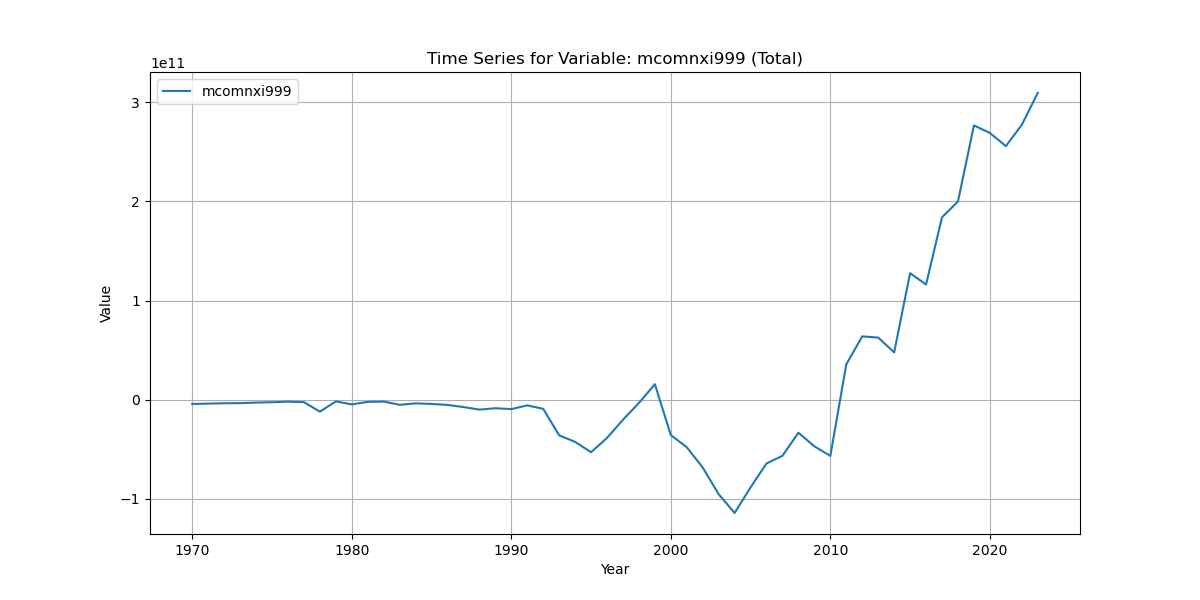 Time Series for Variable: mcomnxi999 (Total)
1e11
mcomnxi999
3
2
1
0
−1
Value
1970 1980 1990 2000 2010 2020
Year